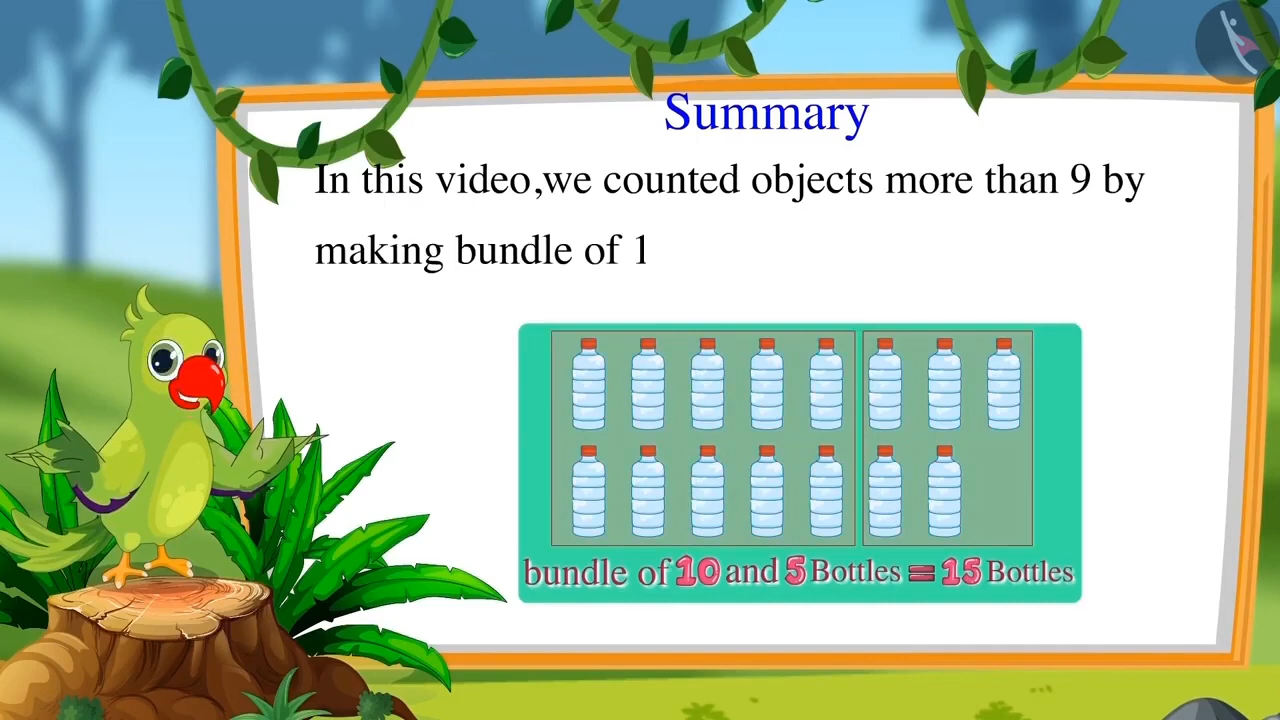 Summary
In this video,we counted objects more than 9 by
making bundle of 1
bundle of 10 and 5 Bottles = 15 Bottles